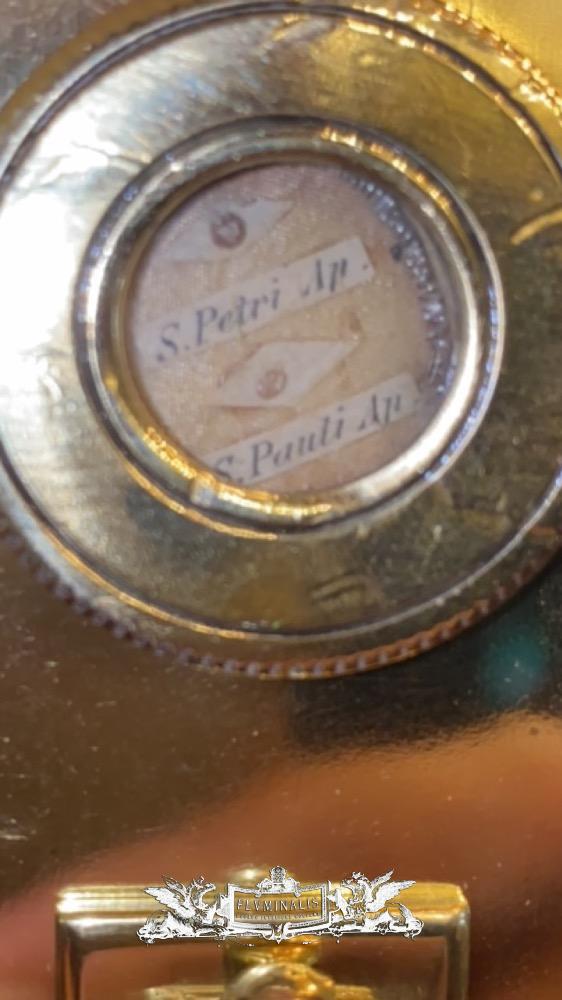 S.Petri Ap.
S.Pauli Ap
FLVMINALIS